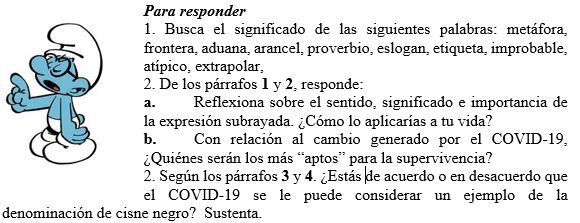 Para responder
1. Busca el significado de las siguientes palabras: metáfora,
frontera, aduana, arancel, proverbio, eslogan, etiqueta, improbable,
atípico, extrapolar,
2. De los párrafos 1 y 2, responde:
a. Reflexiona sobre el sentido, significado e importancia de
la expresión subrayada. ¿Cómo lo aplicarías a tu vida?
b. Con relación al cambio generado por el COVID-19,
¿Quiénes serán los más “aptos” para la supervivencia?
2. Según los párrafos 3 y 4. ¿Estás de acuerdo o en desacuerdo que
el COVID-19 se le puede considerar un ejemplo de la
denominación de cisne negro? Sustenta.